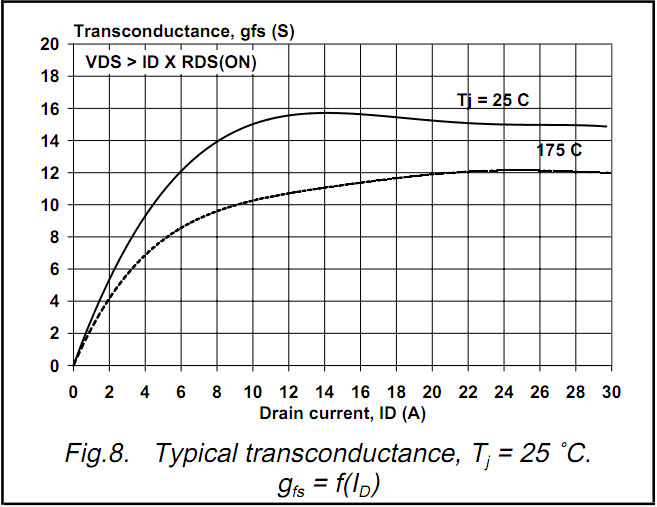 Transconductance, gfs (S)
20
VDS > ID X RDS(ON)
18
16
Tj = 25 C
14
175 C
12
10
8
6
4
2
0
0 2 4 6 8 10 12 14 16 18 20 22 24 26 28 30
Drain current, ID (A)
Fig.8. Typical transconductance, Tj = 25 ˚C.
gfs = f(ID)